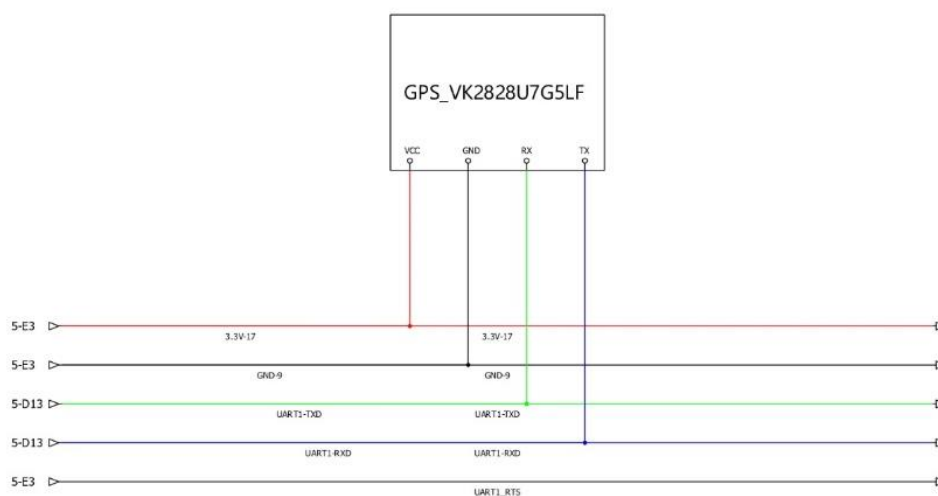 GPS_VK2828U7G5LF
VCC GND RX TX
5-E3
3.3V-17 3.3V-17
5-E3
GND-9 GND-9
5-D13
UART1-TXD UART1-TXD
5-D13
UART1-RXD UART1-RXD
5-E3
UART1_RTS